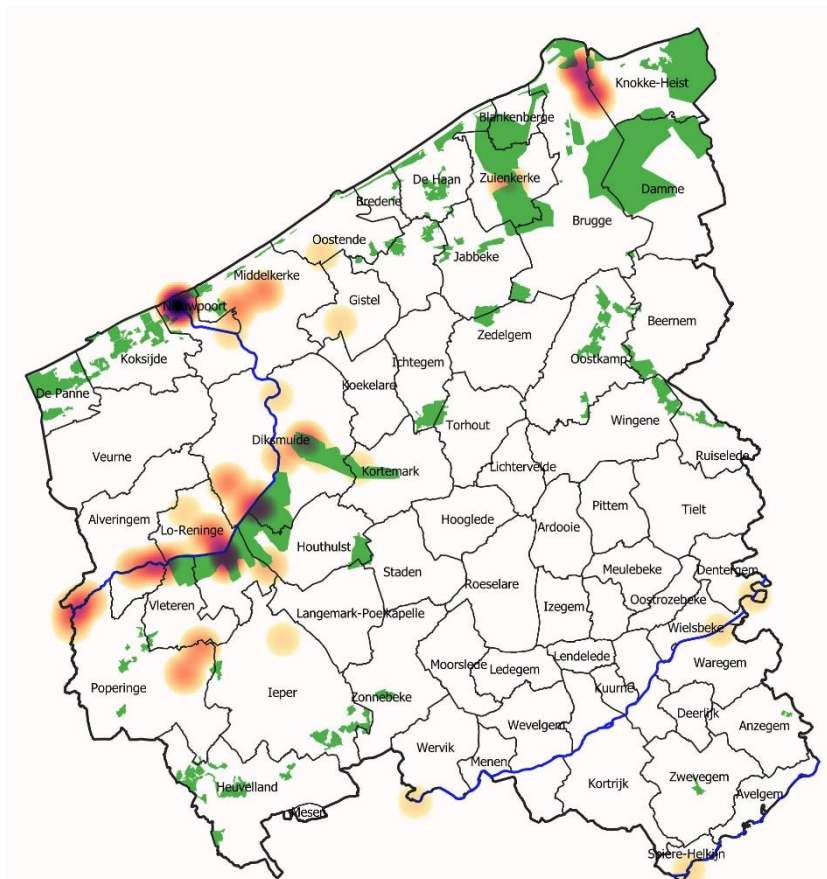 Knokke-Heist
Blankenberge
De Haan
Zuienkerke
Damme
Bredene
Brugge
Oostende
Jabbeke
Middelkerke
Gistel
Nieuwpoort
Beernem
Zedelgem
Koksijde
Ichtegem
Oostkamp
De Panne
Koekelare
Torhout
Wingene
Diksmuide
Veurne
Kortemark
Lichtervelde
Ruiselede
Pittem
Tielt
Alveringem
Lo-Reninge
Hooglede
Ardooie
Houthulst
Staden
Meulebeke
Dentergem
Roeselare
Vleteren
Langemark-Poelkapelle
Izegem
Oostrozebeke
Wielsbeke
Lendelede
Moorslede
Ledegem
Waregem
Poperinge
Ieper
Kuurne
Zonnebeke
Deerlijk
Wevelgem
Anzegem
Wervik
Menen
Kortrijk
Zwevegem
Heuvelland
Avelgem
Mesen
Spiere-Helkijn